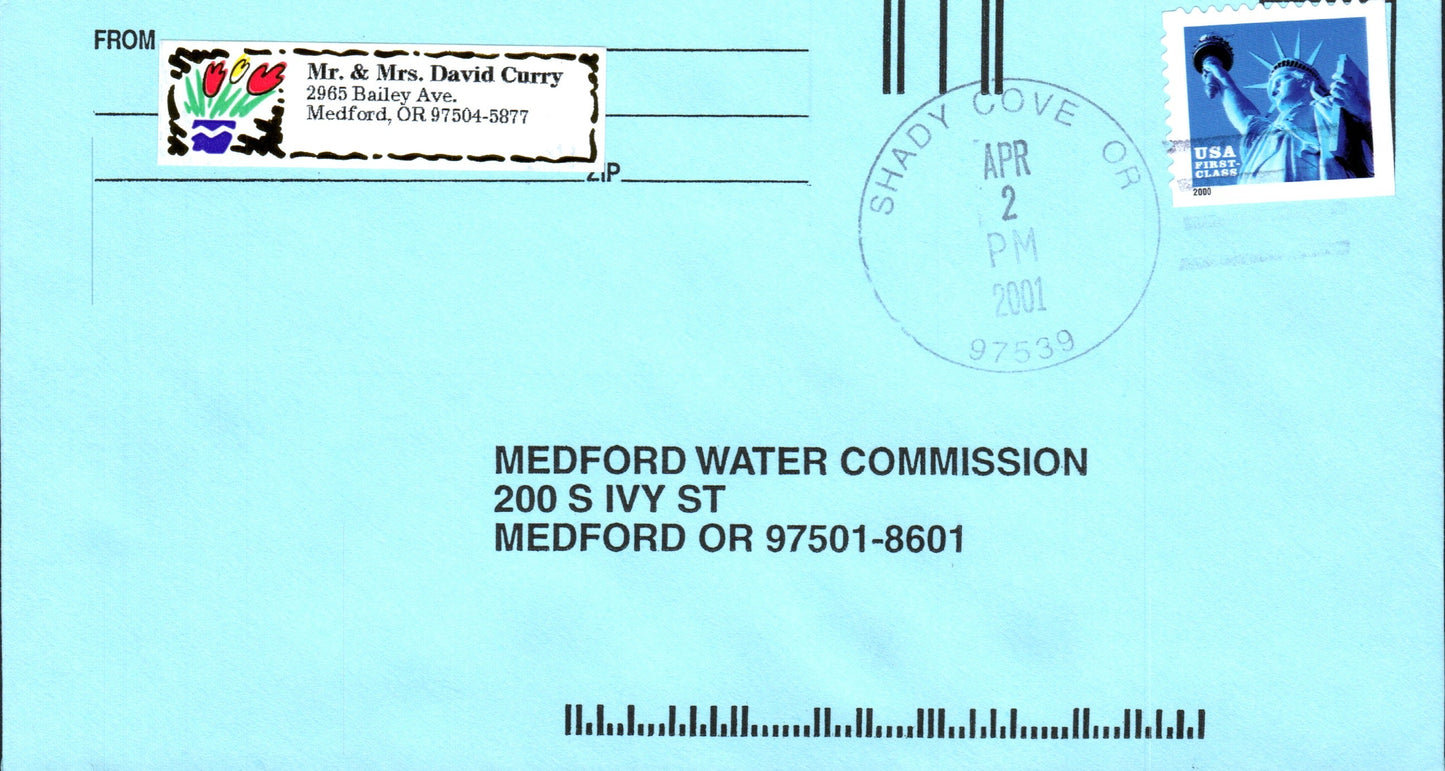 FROM
Mr. & Mrs. David Curry
2965 Bailey Ave.
Medford, OR 97504-5877
ZIP
SHADY COVE OR
APR
2
PM
2001
97539
USA
FIRST-
CLASS
2000
MEDFORD WATER COMMISSION
200 S IVY ST
MEDFORD OR 97501-8601